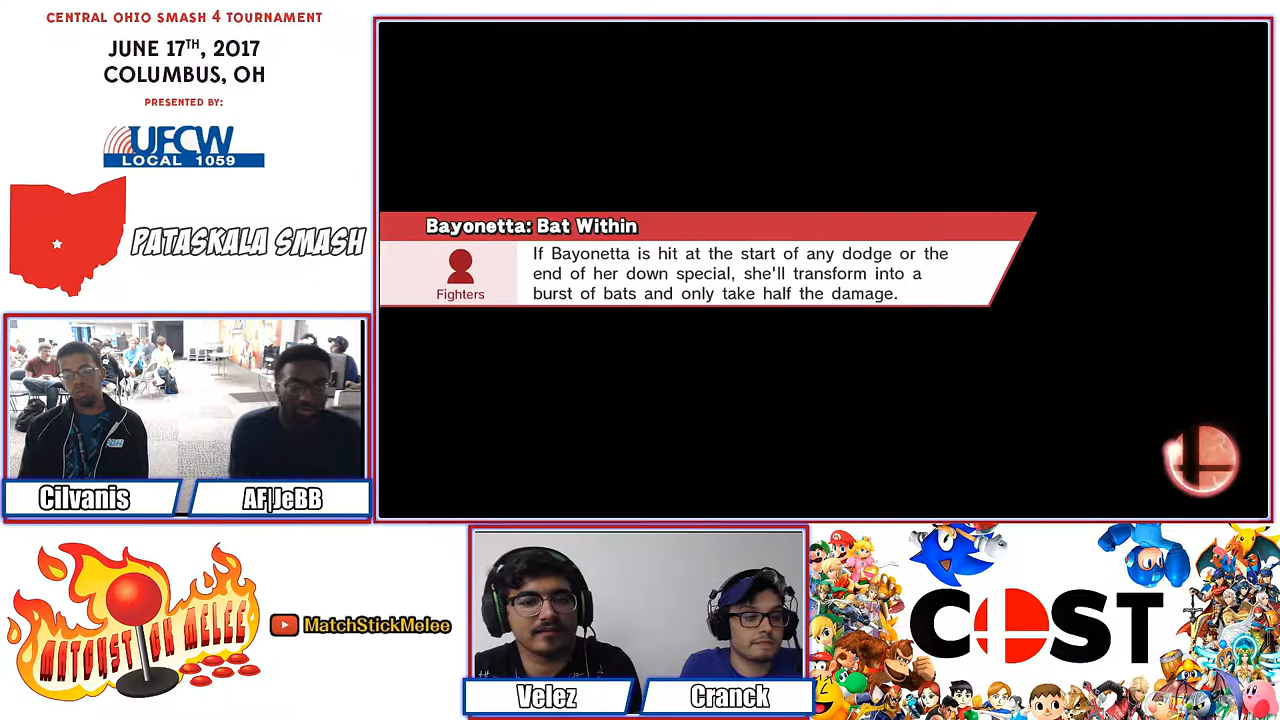 CENTRAL OHIO SMASH 4 TOURNAMENT
JUNE 17TH, 2017
COLUMBUS, OH
PRESENTED BY:
UFCW
LOCAL 1059
PATASKALA SMASH
Bayonetta: Bat Within
Fighters
If Bayonetta is hit at the start of any dodge or the
end of her down special, she'll transform into a
burst of bats and only take half the damage.
Cilvanis
AF|JeBB
MATCHSTICK MELEE
MatchStickMelee
Velez
Cranck
COST